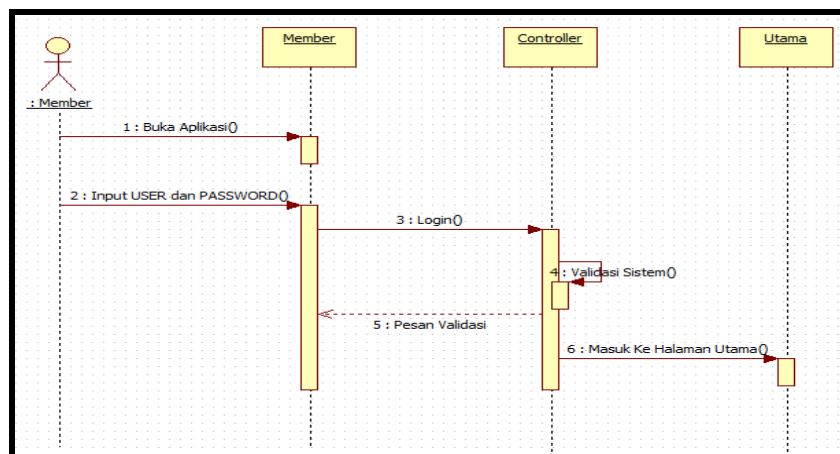 Member
Controller
Utama
: Member
1 : Buka Aplikasi()
2 : Input USER dan PASSWORD()
3 : Login()
4 : Validasi Sistem()
5 : Pesan Validasi
6 : Masuk Ke Halaman Utama()